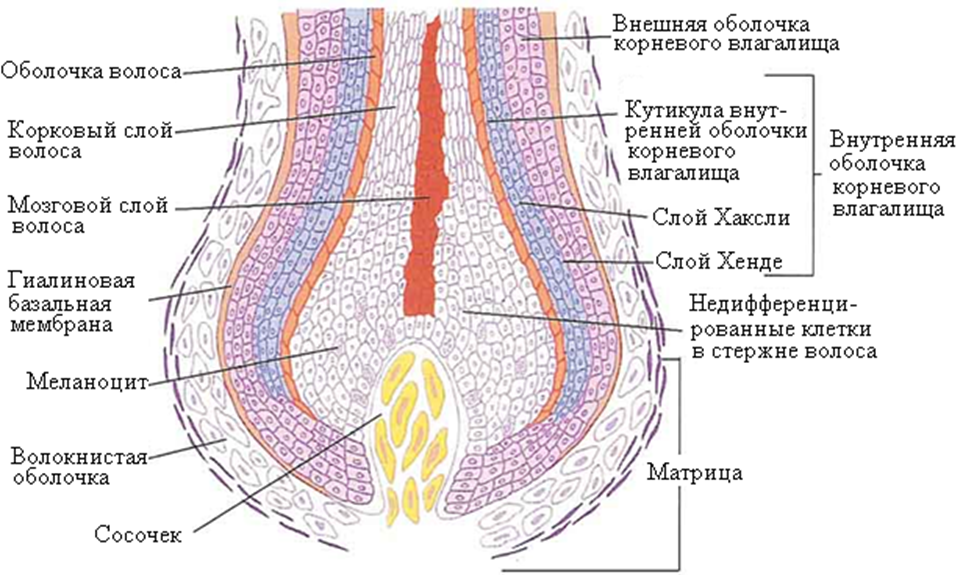 Оболочка волоса
Корковый слой
волоса
Мозговой слой
волоса
Гиалиновая
базальная
мембрана
Меланоцит
Волокнистая
оболочка
Сосочек
Внешняя оболочка
корневого влагалища
Кутикула внут-
ренней оболочки
корневого
влагалища
Слой Хаксли
Слой Хенде
Внутренняя
оболочка
корневого
влагалища
Недифференци-
рованные клетки
в стержне волоса
Матрица